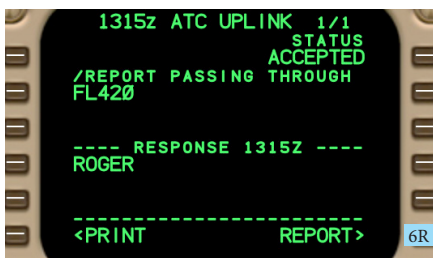 1315z ATC UPLINK 1/1
STATUS
ACCEPTED
/REPORT PASSING THROUGH
FL420
---- RESPONSE 1315Z ----
ROGER
------------------------
<PRINT REPORT> 6R